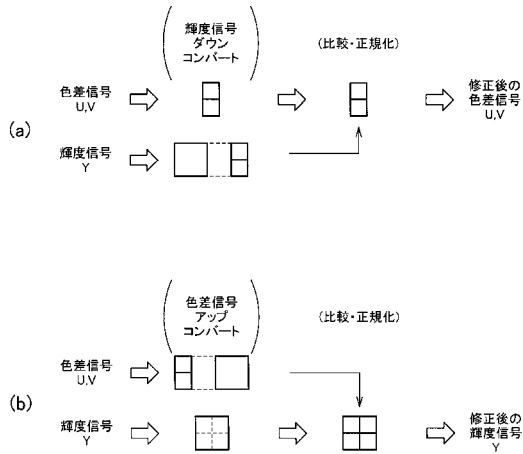 輝度信号
ダウン
コンバート
(比較・正規化)
色差信号
U,V
修正後の
色差信号
U,V
(a)
輝度信号
Y
色差信号
アップ
コンバート
(比較・正規化)
色差信号
U,V
(b)
輝度信号
Y
修正後の
輝度信号
Y